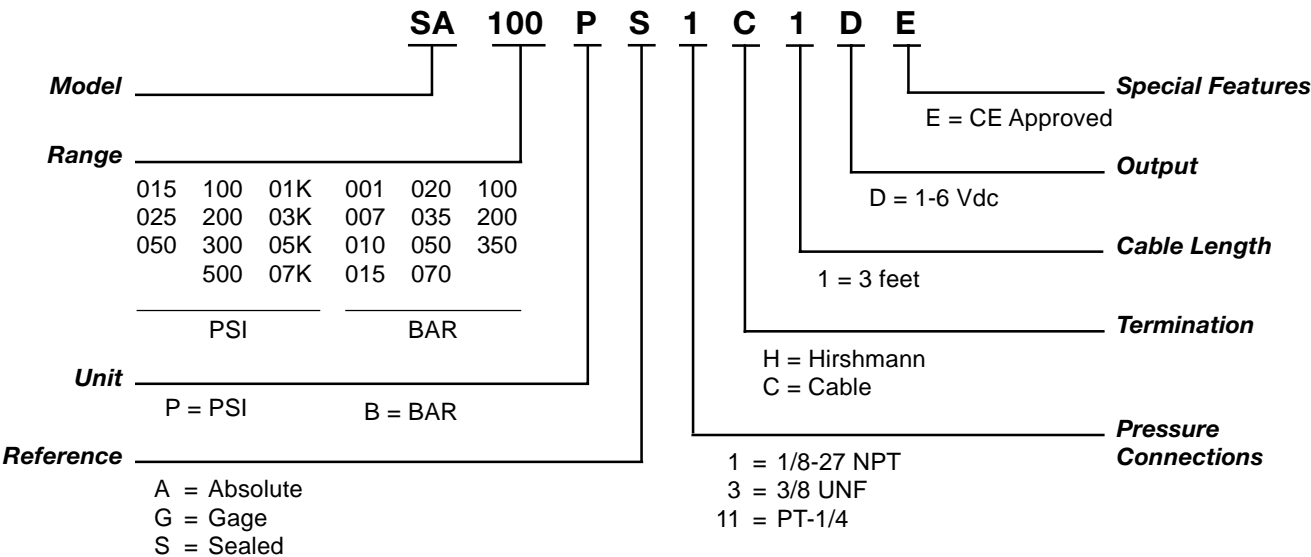 SA 100 P S 1 C 1 D E
Model
Special Features
E = CE Approved
Range
015 100 01K 001 020 100
025 200 03K 007 035 200
050 300 05K 010 050 350
500 07K 015 070
PSI BAR
Output
D = 1-6 Vdc
Cable Length
1 = 3 feet
Termination
H = Hirshmann
C = Cable
Unit
P = PSI B = BAR
Pressure
Connections
1 = 1/8-27 NPT
3 = 3/8 UNF
11 = PT-1/4
Reference
A = Absolute
G = Gage
S = Sealed